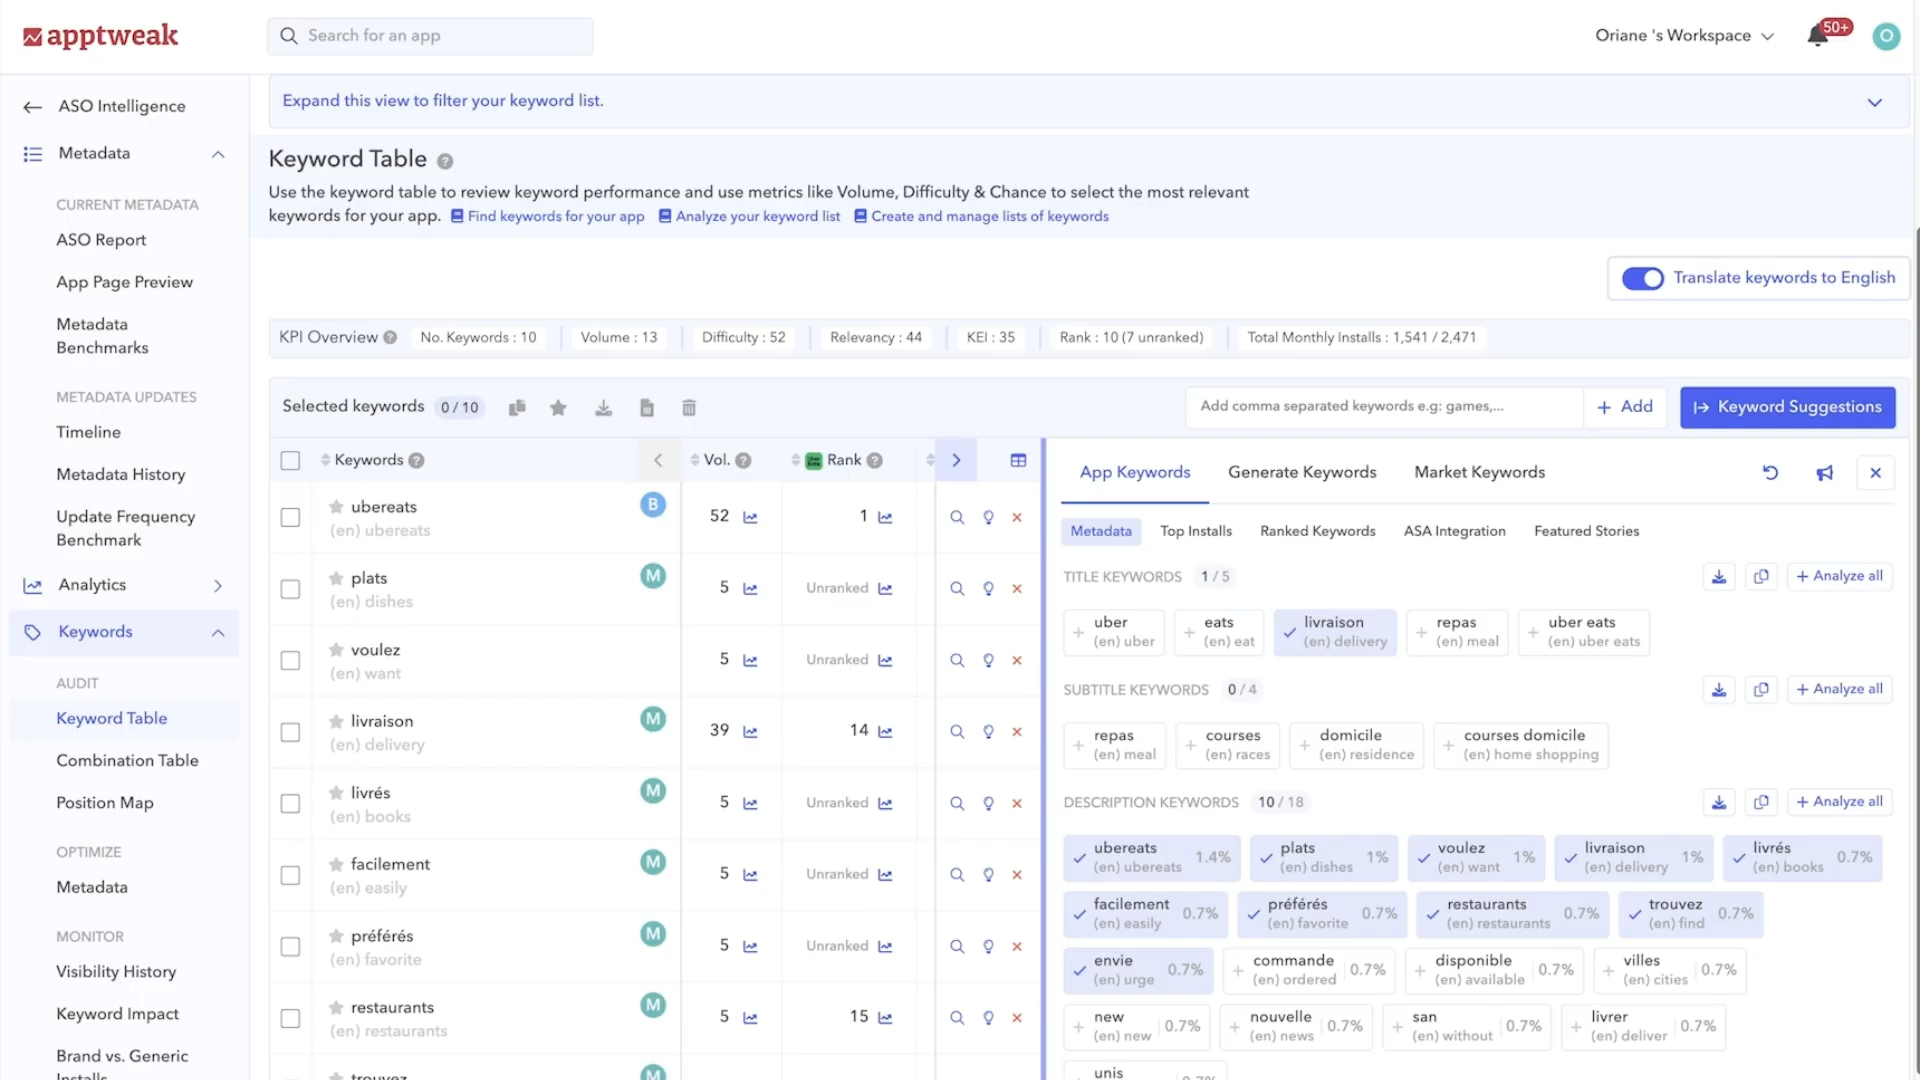 apptweak
Search for an app
Oriane 's Workspace
50+
O
ASO Intelligence
Metadata
CURRENT METADATA
ASO Report
App Page Preview
Metadata
Benchmarks
METADATA UPDATES
Timeline
Metadata History
Update Frequency
Benchmark
Analytics
Keywords
AUDIT
Keyword Table
Combination Table
Position Map
OPTIMIZE
Metadata
MONITOR
Visibility History
Keyword Impact
Brand vs. Generic
Installs
Expand this view to filter your keyword list.
Keyword Table ?
Use the keyword table to review keyword performance and use metrics like Volume, Difficulty & Chance to select the most relevant
keywords for your app. Find keywords for your app Analyze your keyword list Create and manage lists of keywords
Translate keywords to English
KPI Overview ? No. Keywords : 10 Volume : 13 Difficulty : 52 Relevancy : 44 KEI : 35 Rank : 10 (7 unranked) Total Monthly Installs : 1,541 / 2,471
Selected keywords 0 / 10
Add comma separated keywords e.g: games,...
+ Add
Keyword Suggestions
Keywords ? Vol. ? Rank ?
ubereats B 52 1
(en) ubereats
plats M 5 Unranked
(en) dishes
voulez 5 Unranked
(en) want
livraison M 39 14
(en) delivery
livrés M 5 Unranked
(en) books
facilement M 5 Unranked
(en) easily
préférés M 5 Unranked
(en) favorite
restaurants M 5 15
(en) restaurants
trouvez M
App Keywords Generate Keywords Market Keywords
Metadata Top Installs Ranked Keywords ASA Integration Featured Stories
TITLE KEYWORDS 1 / 5 + Analyze all
uber eats livraison repas uber eats
(en) uber (en) eat (en) delivery (en) meal (en) uber eats
SUBTITLE KEYWORDS 0 / 4 + Analyze all
repas courses domicile courses domicile
(en) meal (en) races (en) residence (en) home shopping
DESCRIPTION KEYWORDS 10 / 18 + Analyze all
ubereats 1.4% plats 1% voulez 1% livraison 1% livrés 0.7%
(en) ubereats (en) dishes (en) want (en) delivery (en) books
facilement 0.7% préférés 0.7% restaurants 0.7% trouvez 0.7%
(en) easily (en) favorite (en) restaurants (en) find
envie 0.7% commande 0.7% disponible 0.7% villes 0.7%
(en) urge (en) ordered (en) available (en) cities
new 0.7% nouvelle 0.7% san 0.7% livrer 0.7%
(en) new (en) news (en) without (en) deliver
unis 0.7%